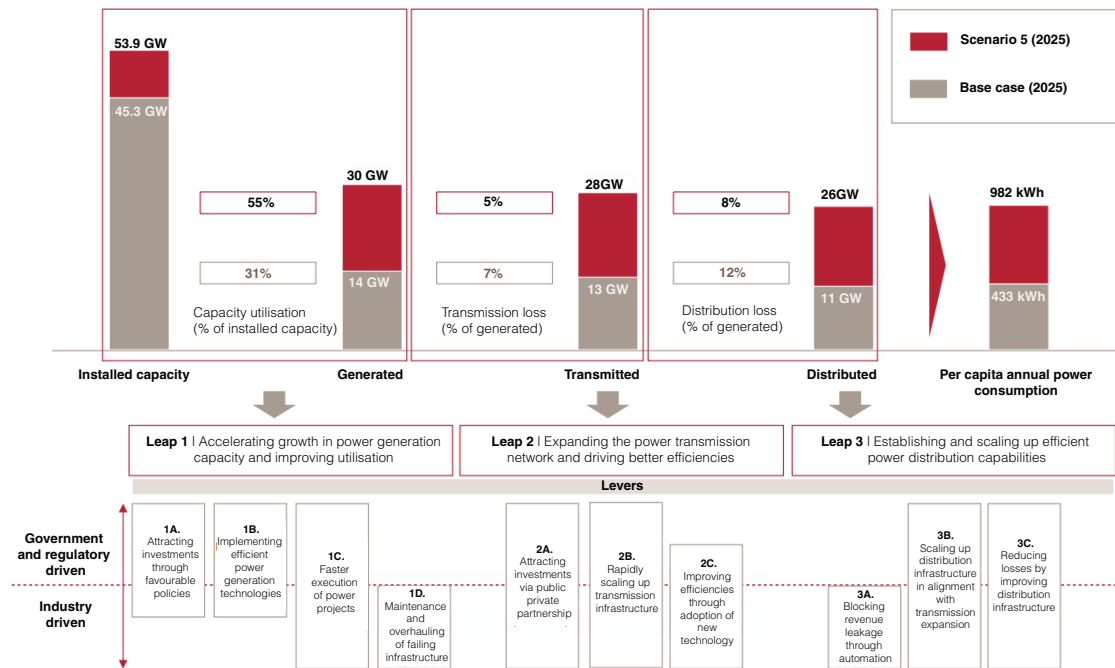 53.9 GW
45.3 GW
55%
31%
Capacity utilisation
(% of installed capacity)
30 GW
14 GW
5%
7%
Transmission loss
(% of generated)
28GW
13 GW
8%
12%
Distribution loss
(% of generated)
26GW
11 GW
982 kWh
433 kWh
Scenario 5 (2025)
Base case (2025)
Installed capacity
Generated
Transmitted
Distributed
Per capita annual power
consumption
Leap 1 | Accelerating growth in power generation
capacity and improving utilisation
Leap 2 | Expanding the power transmission
network and driving better efficiencies
Leap 3 | Establishing and scaling up efficient
power distribution capabilities
Levers
Government
and regulatory
driven
Industry
driven
1A.
Attracting
investments
through
favourable
policies
1B.
Implementing
efficient
power
generation
technologies
1C.
Faster
execution
of power
projects
1D.
Maintenance
and
overhauling
of failing
infrastructure
2A.
Attracting
investments
via public
private
partnership
2B.
Rapidly
scaling up
transmission
infrastructure
2C.
Improving
efficiencies
through
adoption of
new
technology
3A.
Blocking
revenue
leakage
through
automation
3B.
Scaling up
distribution
infrastructure
in alignment
with
transmission
expansion
3C.
Reducing
losses by
improving
distribution
infrastructure